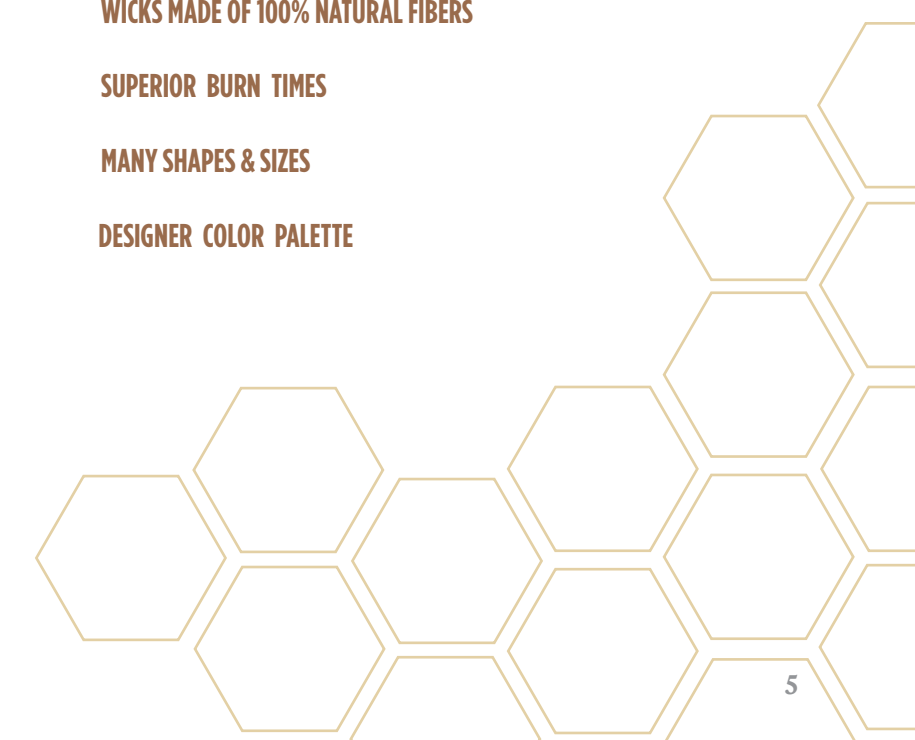 WICKS MADE OF 100% NATURAL FIBERS
SUPERIOR BURN TIMES
MANY SHAPES & SIZES
DESIGNER COLOR PALETTE
5